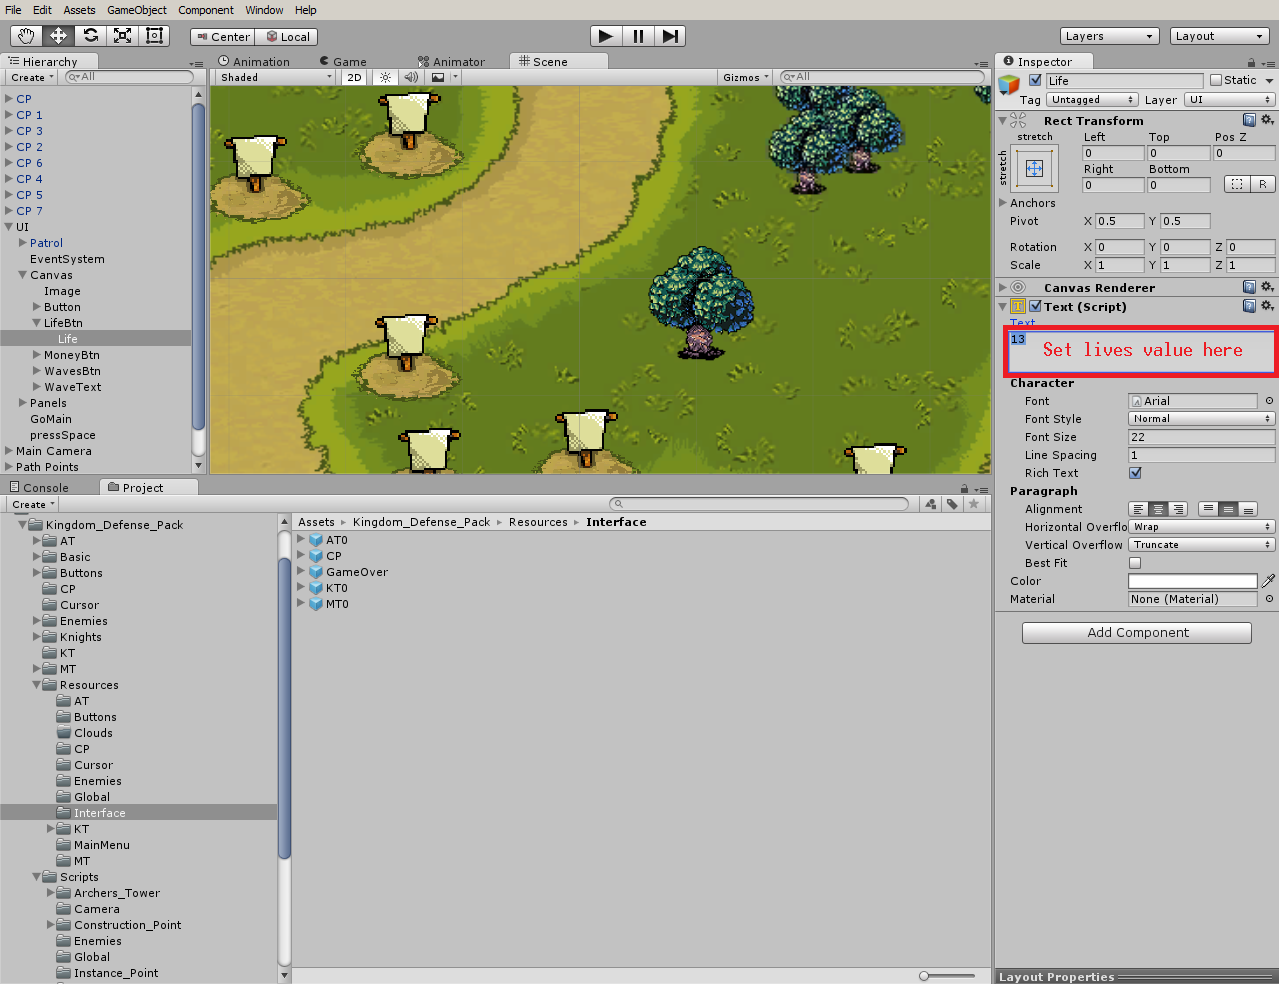 File Edit Assets GameObject Component Window Help
Center Local
Layers Layout
Hierarchy
Create All
CP
CP 1
CP 3
CP 2
CP 6
CP 4
CP 5
CP 7
UI
Patrol
EventSystem
Canvas
Image
Button
LifeBtn
Life
MoneyBtn
WavesBtn
WaveText
Panels
GoMain
pressSpace
Main Camera
Path Points
Animation Game Animator Scene
Shaded 2D Gizmos All
Inspector
Life Static
Tag Untagged Layer UI
Rect Transform
stretch Left Top Pos Z
stretch
0 0 0
Right Bottom
0 0 R
Anchors
Pivot X 0.5 Y 0.5
Rotation X 0 Y 0 Z 0
Scale X 1 Y 1 Z 1
Canvas Renderer
Text (Script)
Text
13
Set lives value here
Character
Font Arial
Font Style Normal
Font Size 22
Line Spacing 1
Rich Text
Paragraph
Alignment
Horizontal Overflo Wrap
Vertical Overflow Truncate
Best Fit
Color
Material None (Material)
Add Component
Layout Properties
Console Project
Create
Kingdom_Defense_Pack
AT
Basic
Buttons
CP
Cursor
Enemies
Knights
KT
MT
Resources
AT
Buttons
Clouds
CP
Cursor
Enemies
Global
Interface
KT
MainMenu
MT
Scripts
Archers_Tower
Camera
Construction_Point
Enemies
Global
Instance_Point
Assets Kingdom_Defense_Pack Resources Interface
AT0
CP
GameOver
KT0
MT0